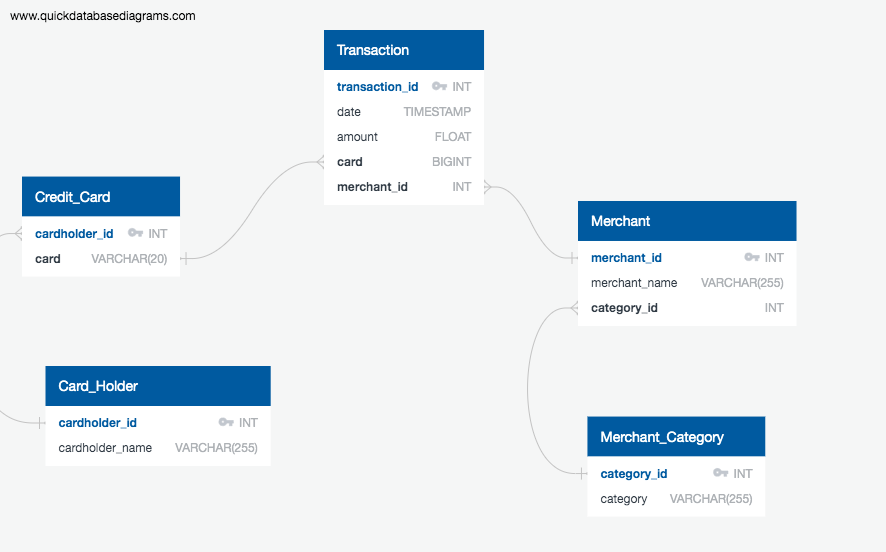 www.quickdatabasediagrams.com
Transaction
transaction_id INT
date TIMESTAMP
amount FLOAT
card BIGINT
merchant_id INT
Credit_Card
cardholder_id INT
card VARCHAR(20)
Merchant
merchant_id INT
merchant_name VARCHAR(255)
category_id INT
Card_Holder
cardholder_id INT
cardholder_name VARCHAR(255)
Merchant_Category
category_id INT
category VARCHAR(255)